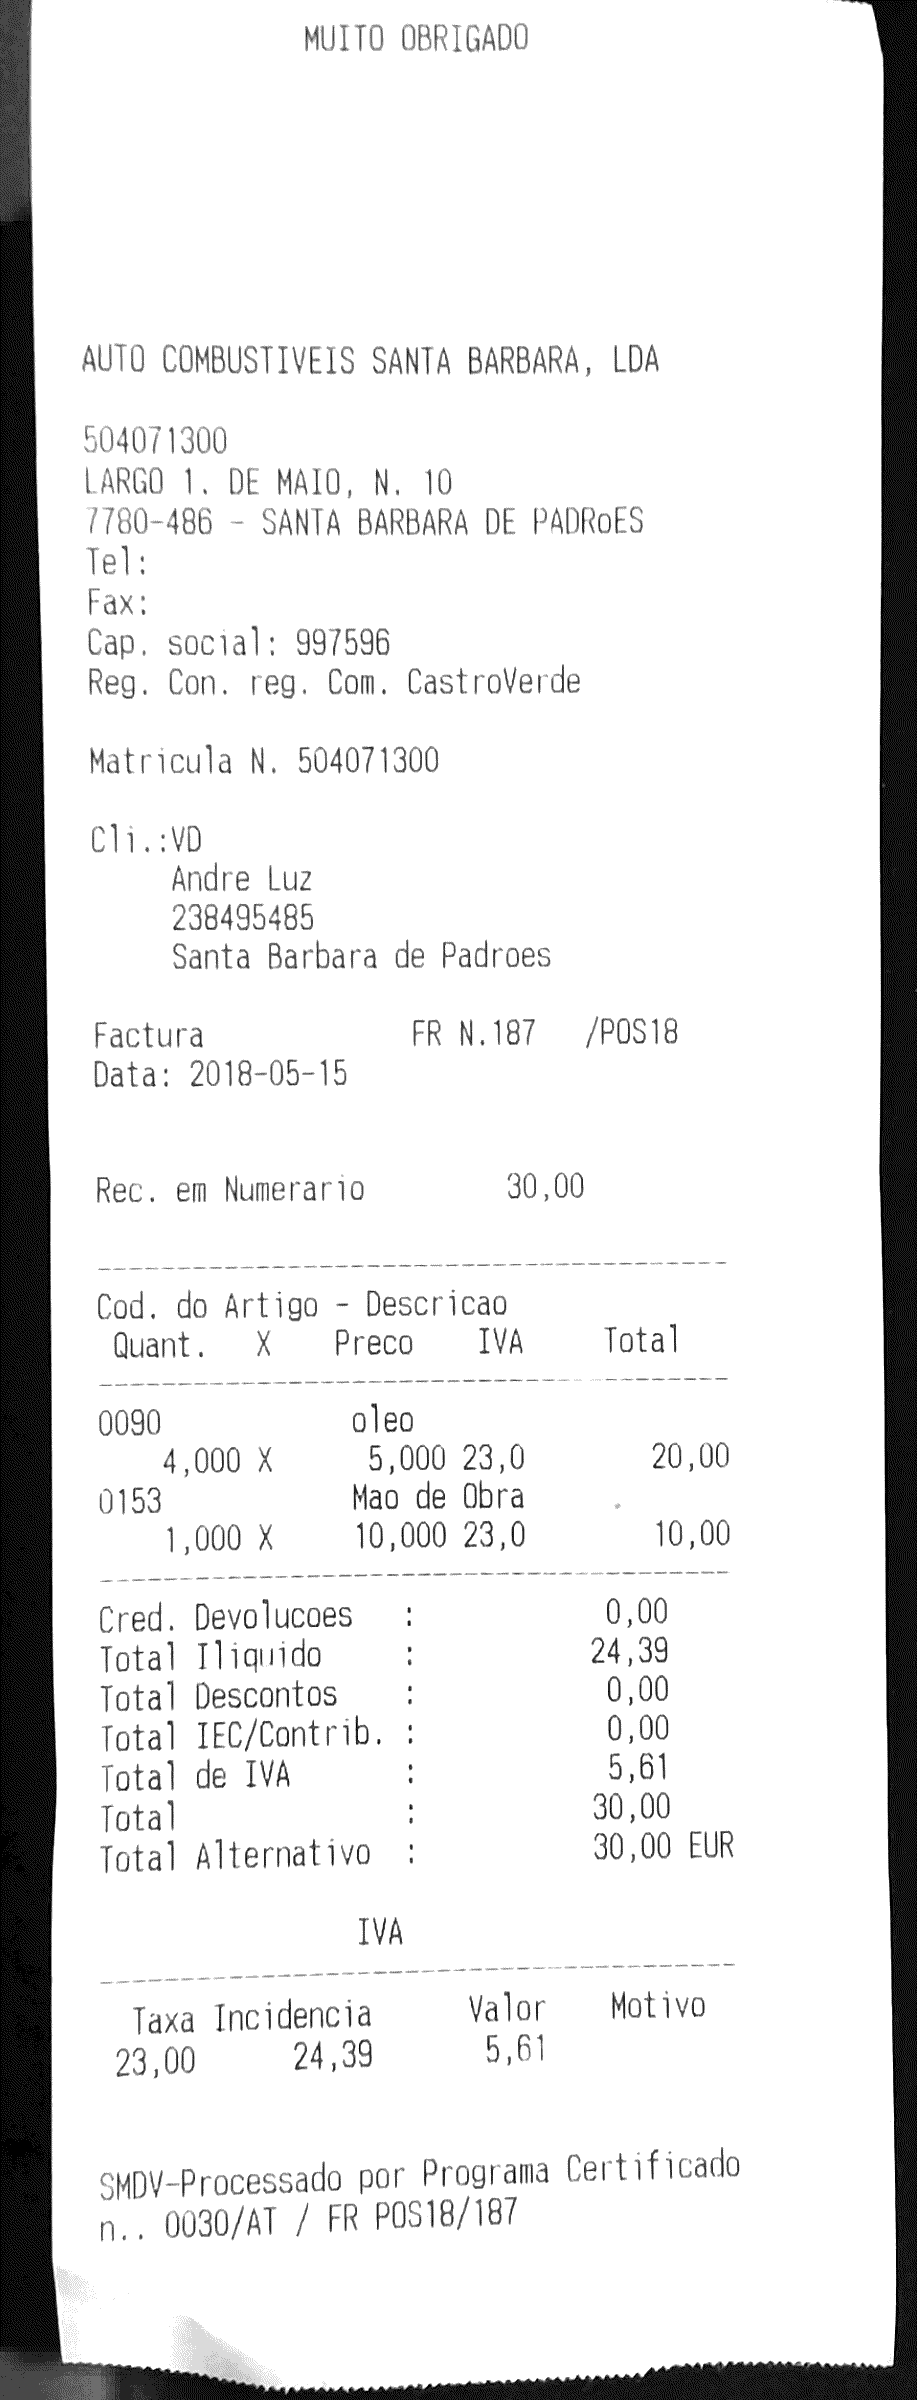 MUITO OBRIGADO
AUTO COMBUSTIVEIS SANTA BARBARA, LDA
504071300
LARGO 1. DE MAIO, N. 10
7780-486 - SANTA BARBARA DE PADRoES
Tel:
Fax:
Cap. social: 997596
Reg. Con. reg. Com. CastroVerde
Matricula N. 504071300
Cli.:VD
Andre Luz
238495485
Santa Barbara de Padroes
Factura FR N.187 /POS18
Data: 2018-05-15
Rec. em Numerario 30,00
Cod. do Artigo - Descricao
Quant. X Preco IVA Total
0090 oleo
4,000 X 5,000 23,0 20,00
0153 Mao de Obra
1,000 X 10,000 23,0 10,00
Cred. Devolucoes : 0,00
Total Iliquido : 24,39
Total Descontos : 0,00
Total IEC/Contrib. : 0,00
Total de IVA : 5,61
Total : 30,00
Total Alternativo : 30,00 EUR
IVA
Taxa Incidencia Valor Motivo
23,00 24,39 5,61
SMDV-Processado por Programa Certificado
n.. 0030/AT / FR POS18/187